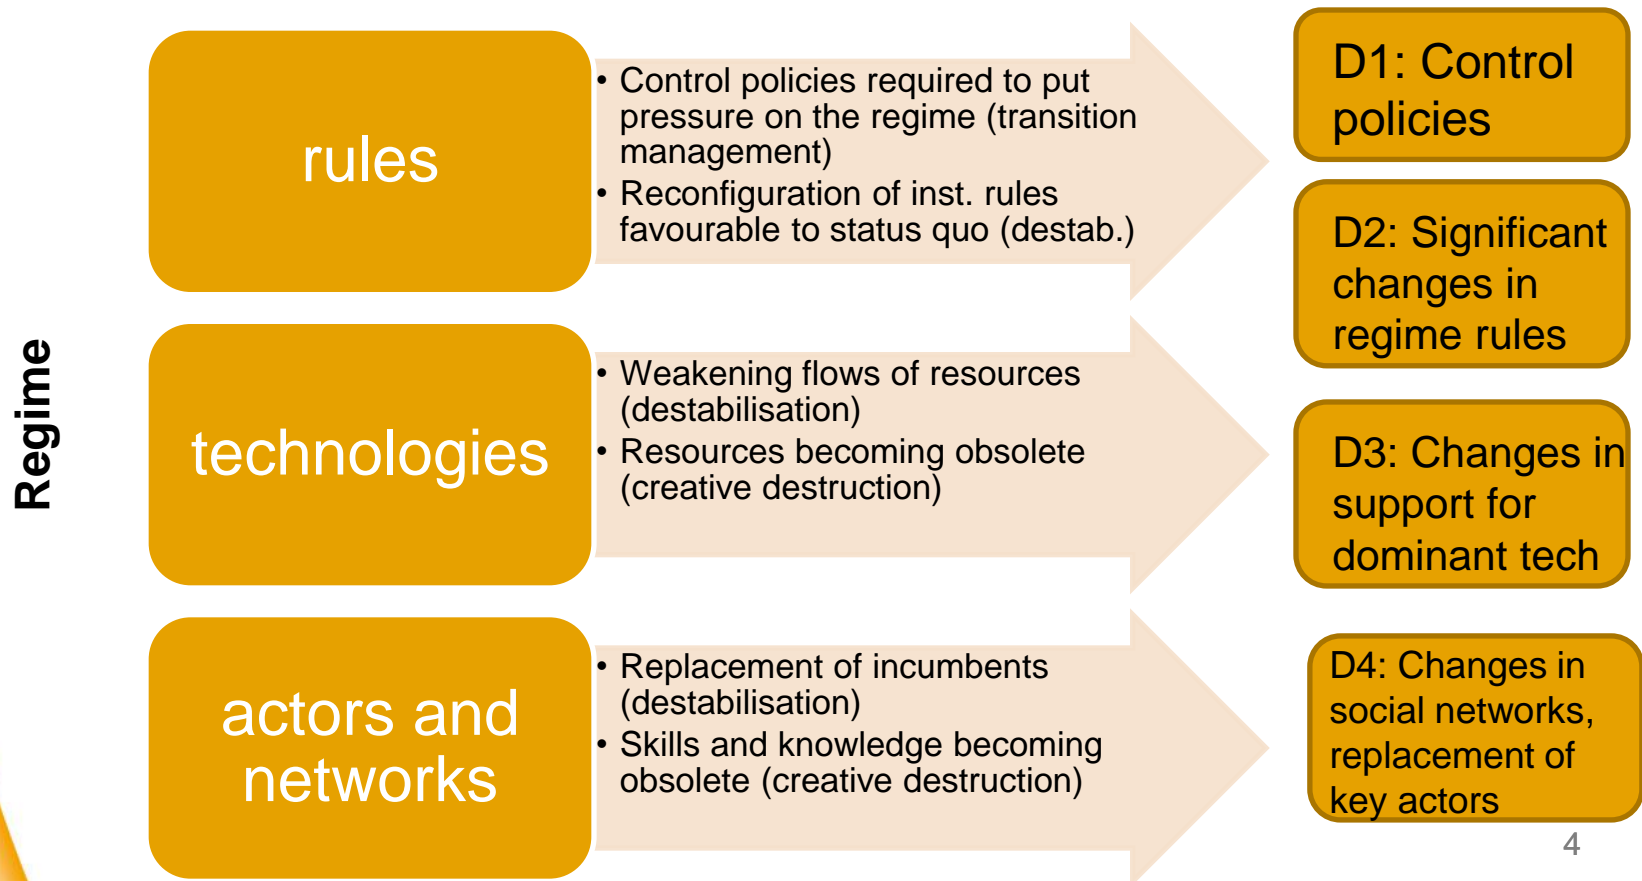 Regime
rules
• Control policies required to put
pressure on the regime (transition
management)
• Reconfiguration of inst. rules
favourable to status quo (destab.)
D1: Control
policies
D2: Significant
changes in
regime rules
technologies
• Weakening flows of resources
(destabilisation)
• Resources becoming obsolete
(creative destruction)
D3: Changes in
support for
dominant tech
actors and
networks
• Replacement of incumbents
(destabilisation)
• Skills and knowledge becoming
obsolete (creative destruction)
D4: Changes in
social networks,
replacement of
key actors
4